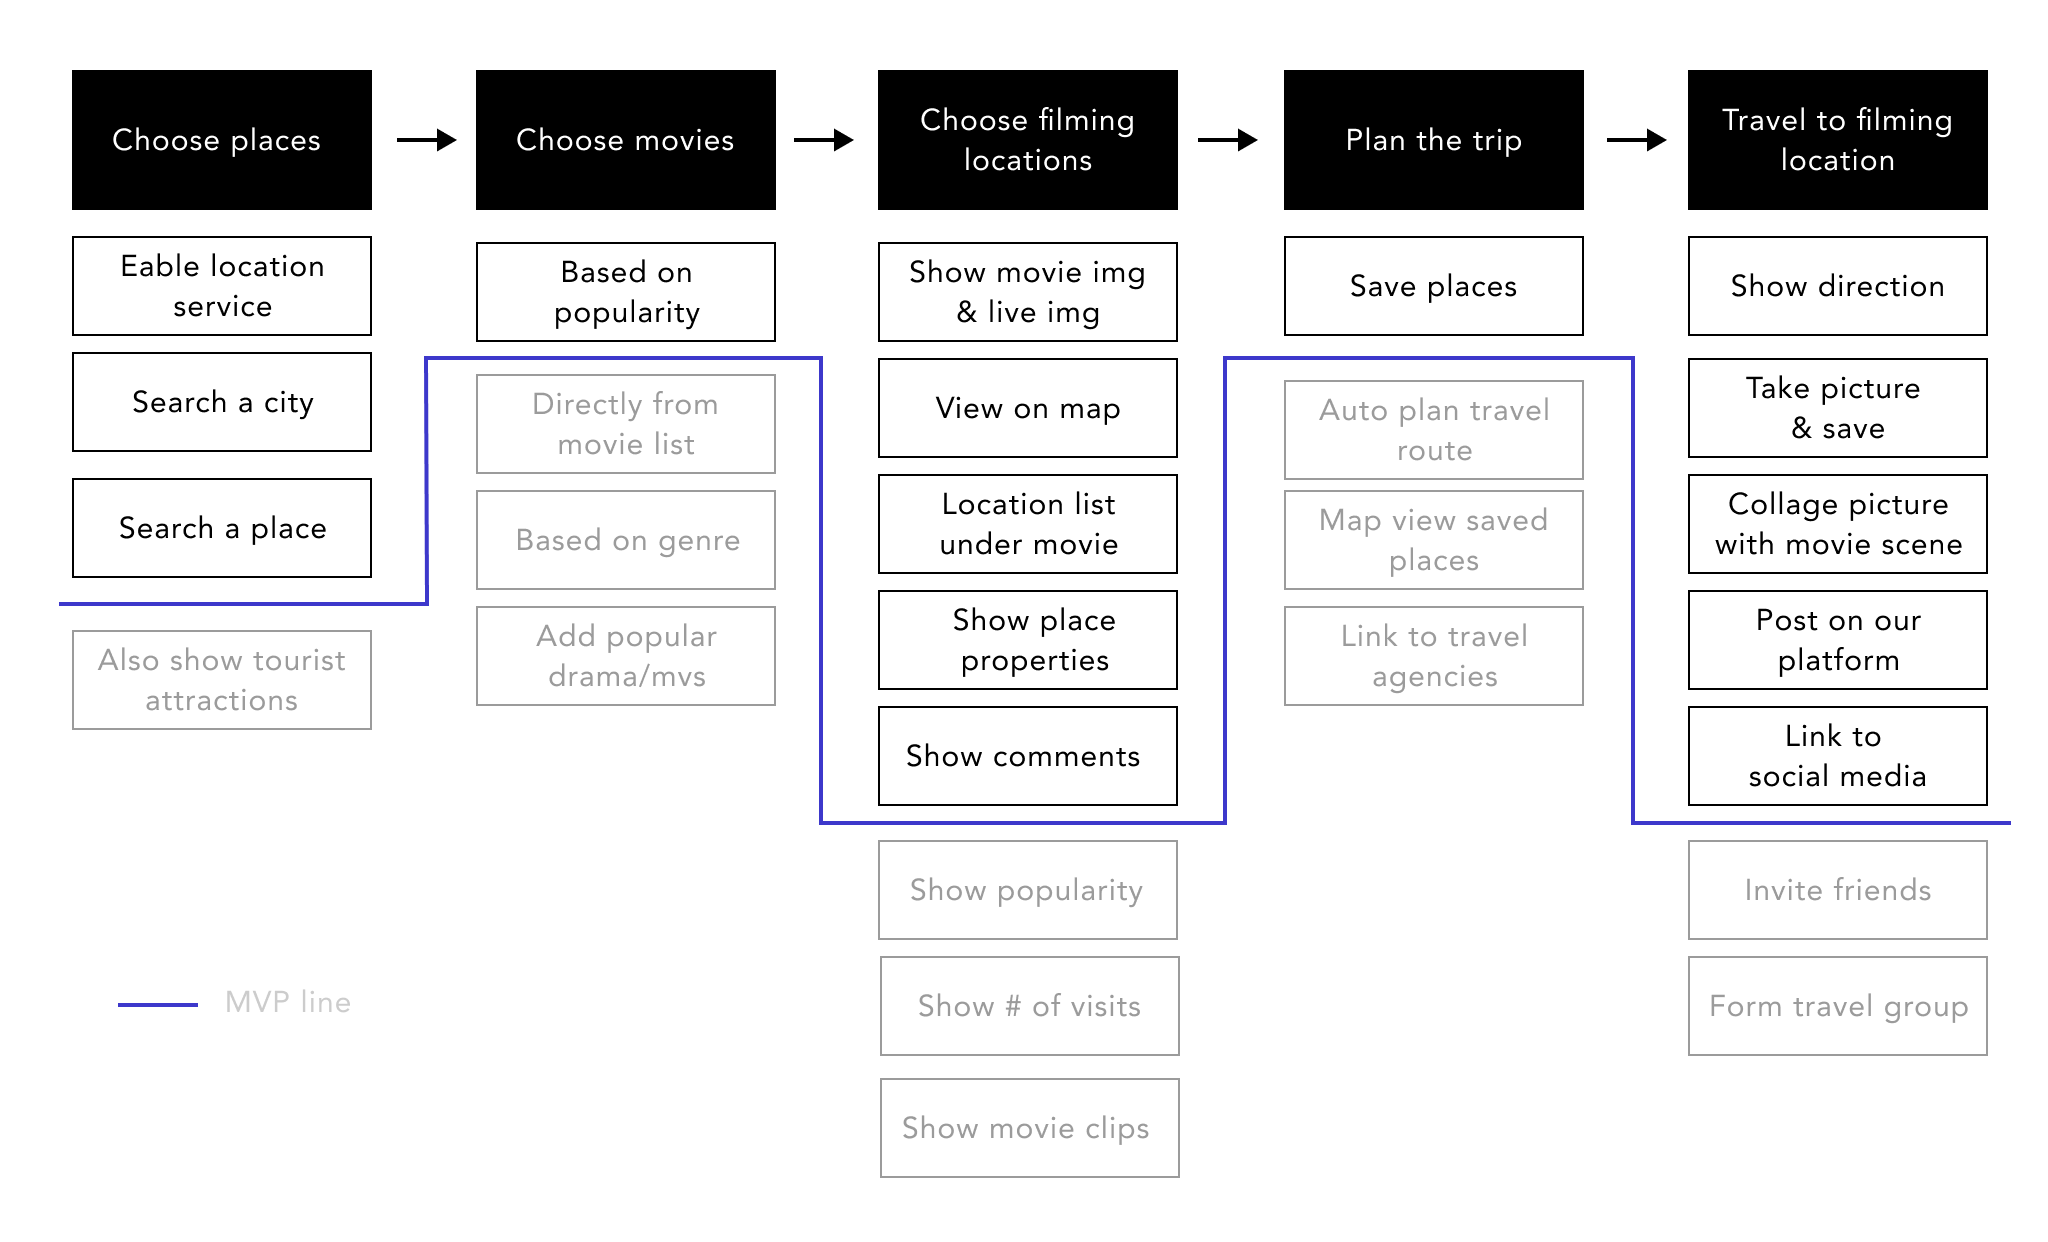 Choose places
Choose movies
Choose filming
locations
Plan the trip
Travel to filming
location
Eable location
service
Search a city
Search a place
Also show tourist
attractions
Based on
popularity
Directly from
movie list
Based on genre
Add popular
drama/mvs
Show movie img
& live img
View on map
Location list
under movie
Show place
properties
Show comments
Show popularity
Show # of visits
Show movie clips
Save places
Auto plan travel
route
Map view saved
places
Link to travel
agencies
Show direction
Take picture
& save
Collage picture
with movie scene
Post on our
platform
Link to
social media
Invite friends
Form travel group
MVP line